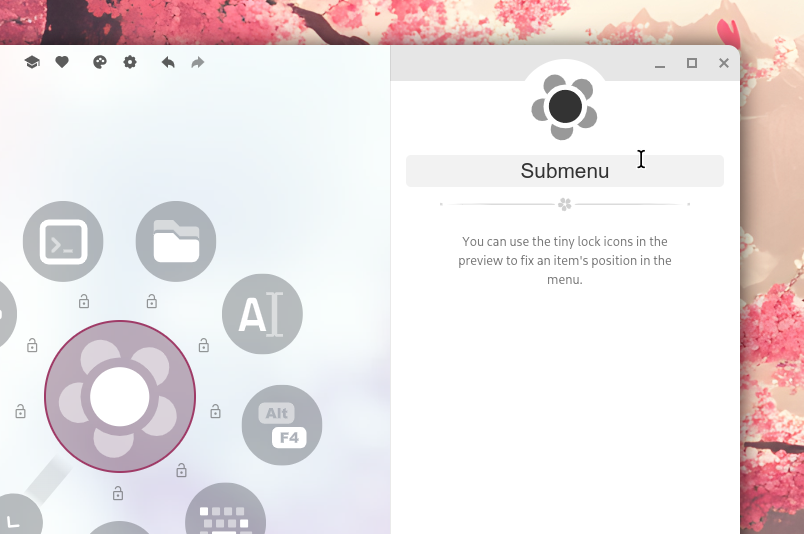 Submenu
You can use the tiny lock icons in the
preview to fix an item's position in the
menu.
A
Alt
F4